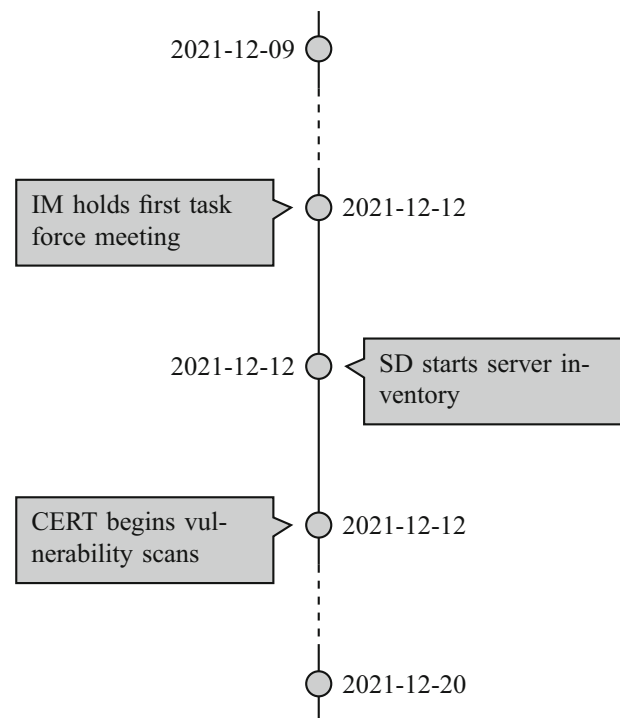 2021-12-09
IM holds first task
force meeting
2021-12-12
2021-12-12
SD starts server in-
ventory
CERT begins vul-
nerability scans
2021-12-12
2021-12-20